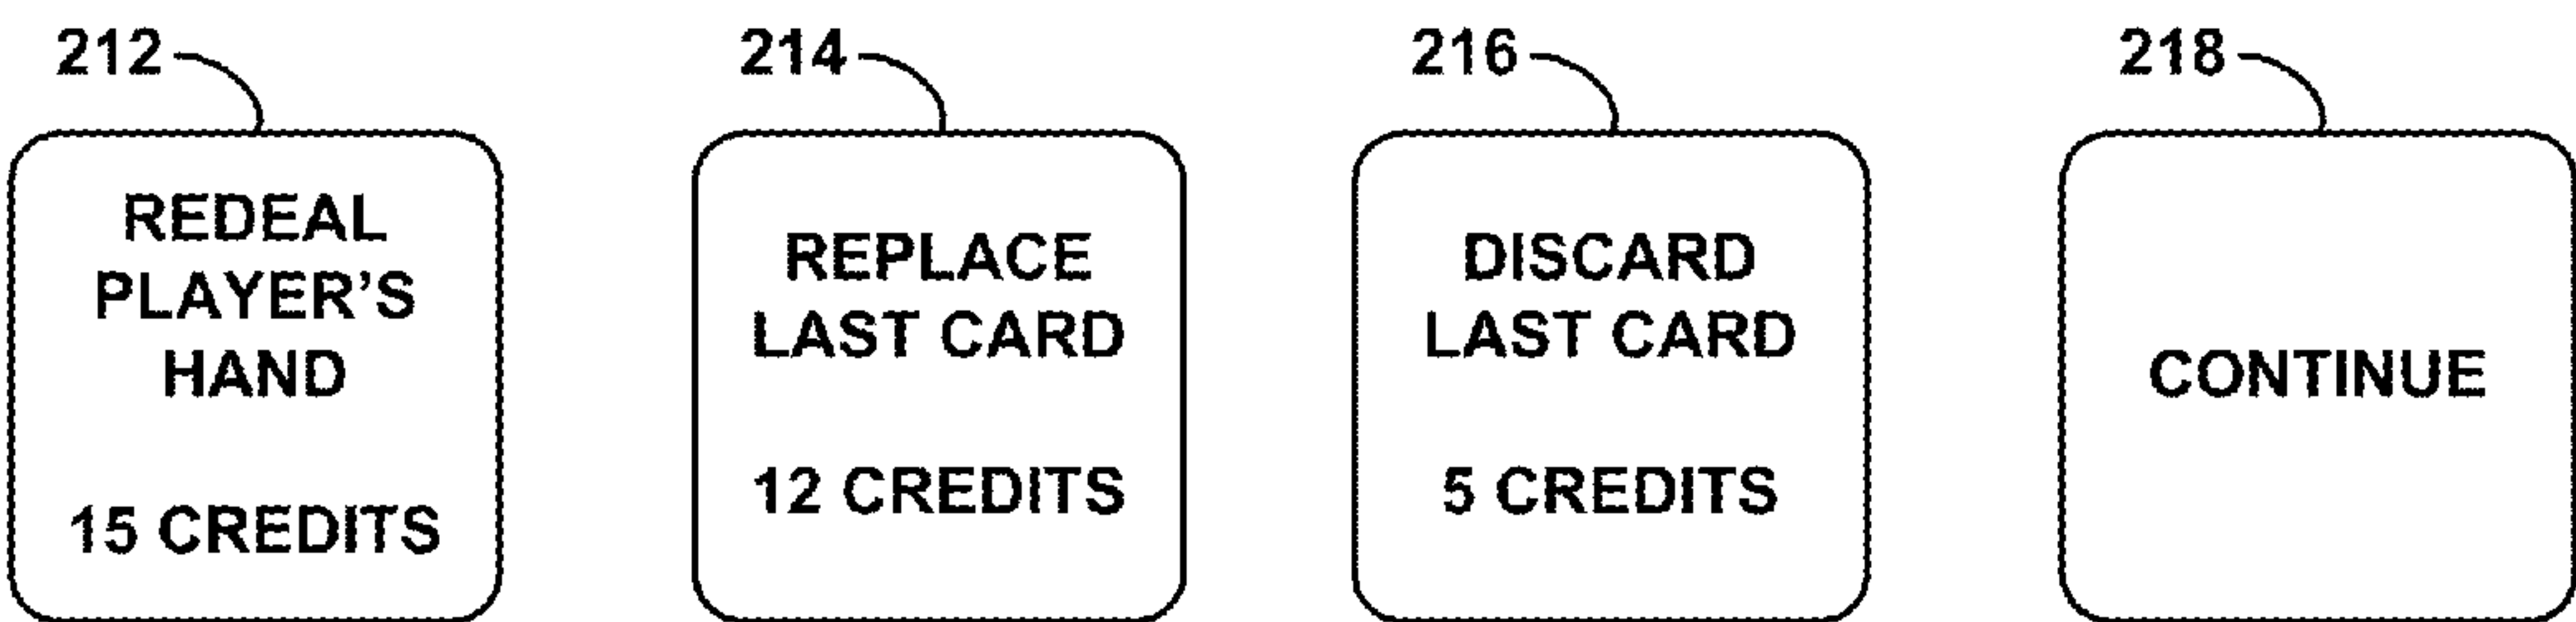 212
214
216
218
REDEAL
PLAYER'S
HAND
15 CREDITS
REPLACE
LAST CARD
12 CREDITS
DISCARD
LAST CARD
5 CREDITS
CONTINUE